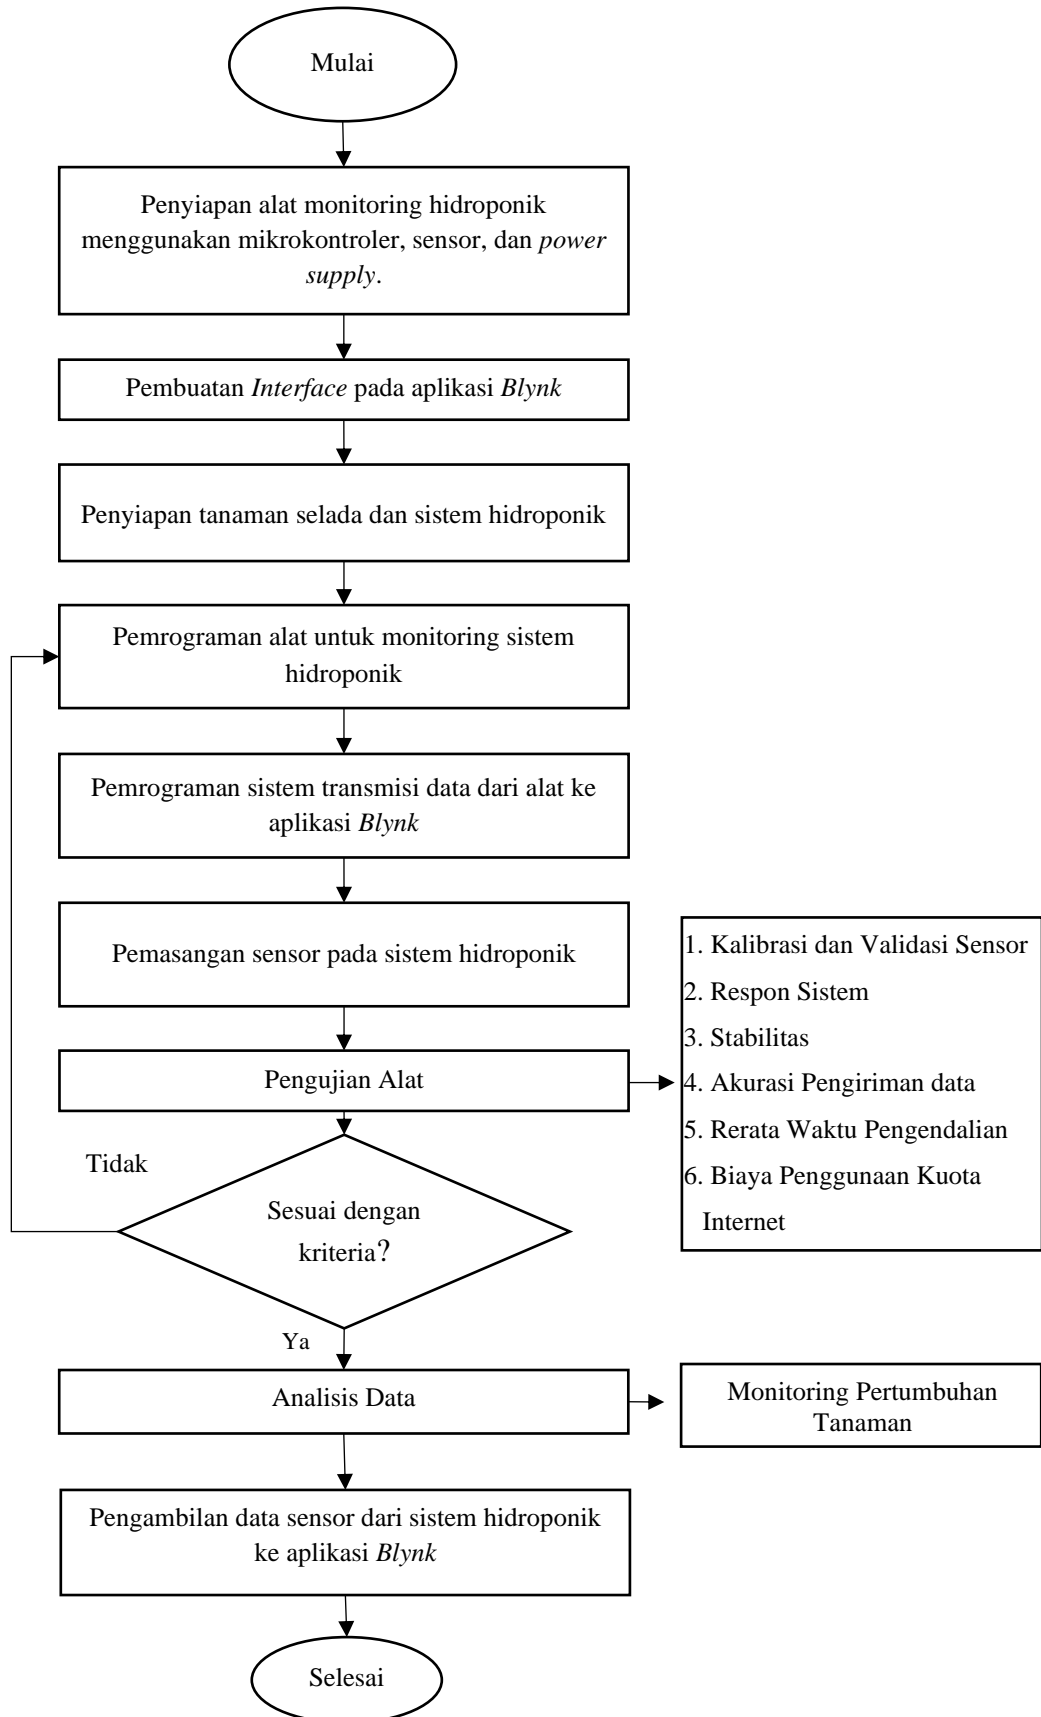 Mulai
Penyiapan alat monitoring hidroponik
menggunakan mikrokontroler, sensor, dan power
supply.
Pembuatan Interface pada aplikasi Blynk
Penyiapan tanaman selada dan sistem hidroponik
Pemrograman alat untuk monitoring sistem
hidroponik
Pemrograman sistem transmisi data dari alat ke
aplikasi Blynk
Pemasangan sensor pada sistem hidroponik
Pengujian Alat
1. Kalibrasi dan Validasi Sensor
2. Respon Sistem
3. Stabilitas
4. Akurasi Pengiriman data
5. Rerata Waktu Pengendalian
6. Biaya Penggunaan Kuota
Internet
Tidak
Sesuai dengan
kriteria?
Ya
Analisis Data
Monitoring Pertumbuhan
Tanaman
Pengambilan data sensor dari sistem hidroponik
ke aplikasi Blynk
Selesai